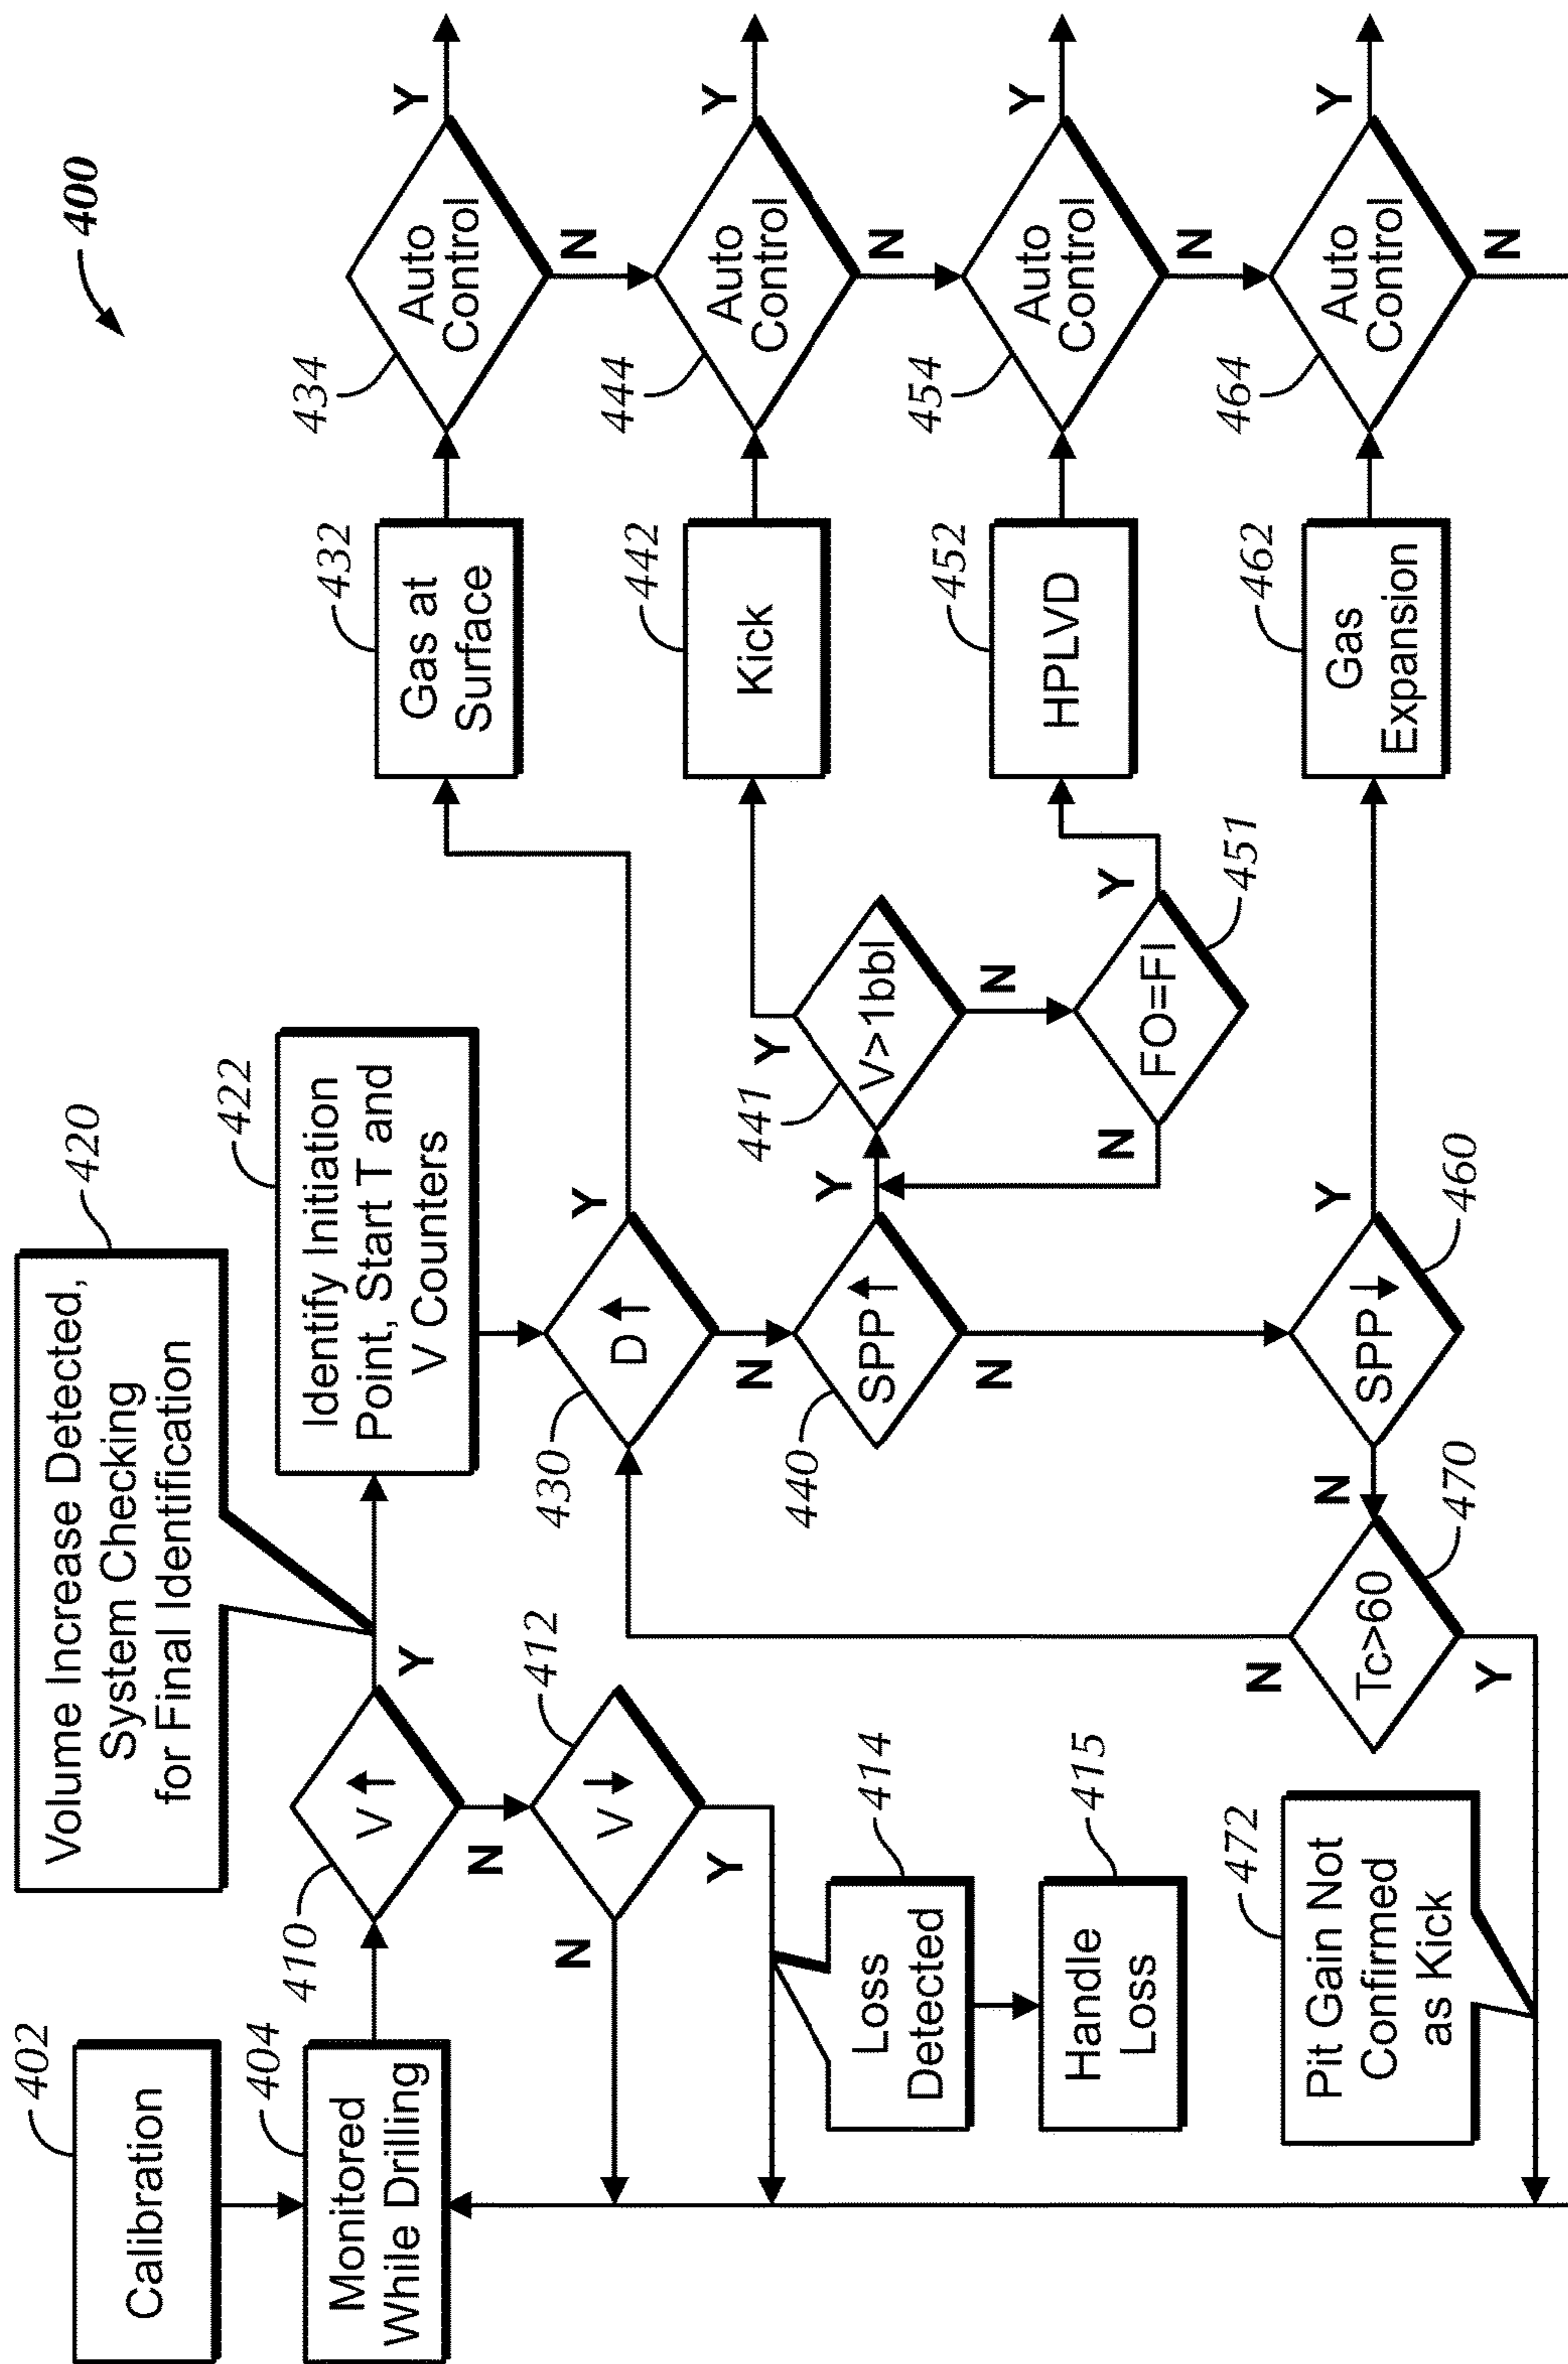 400
402
Calibration
404
Monitored
While Drilling
410
V ↑
Y
N
412
V ↓
N
Y
414
Loss
Detected
415
Handle
Loss
420
Volume Increase Detected,
System Checking
for Final Identification
422
Identify Initiation
Point, Start T and
V Counters
430
D ↑
Y
N
432
Gas at
Surface
434
Auto
Control
Y
N
440
SPP ↑
Y
N
441
V>1bbl
Y
N
442
Kick
444
Auto
Control
Y
N
451
FO=FI
Y
N
452
HPLVD
454
Auto
Control
Y
N
460
SPP ↓
Y
N
462
Gas
Expansion
464
Auto
Control
Y
N
470
Tc>60
N
Y
472
Pit Gain Not
Confirmed
as Kick